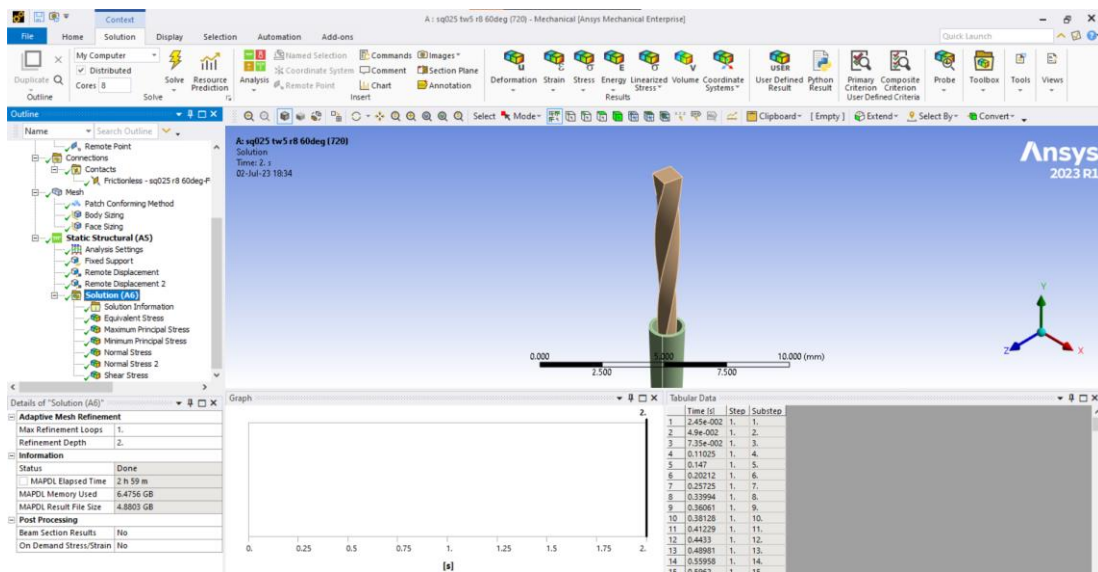 Context
A : sq025 tw5 r8 60deg (720) - Mechanical [Ansys Mechanical Enterprise]
File Home Solution Display Selection Automation Add-ons Quick Launch
Duplicate
Outline
My Computer
Distributed
Cores 8
Solve
Resource Prediction
Solve
Analysis
Named Selection
Coordinate System
Remote Point
Commands
Comment
Chart
Images
Section Plane
Annotation
Insert
Deformation Strain Stress Energy Linearized Stress Volume Coordinate Systems
Results
User Defined Result
Python Result
Primary Criterion
Composite Criterion
User Defined Criteria
Probe
Toolbox
Tools
Views
Outline
Name Search Outline
Select Mode Clipboard [Empty] Extend Select By Convert
Remote Point
Connections
Contacts
Frictionless - sq025 r8 60deg-P
Mesh
Patch Conforming Method
Body Sizing
Face Sizing
Static Structural (A5)
Analysis Settings
Fixed Support
Remote Displacement
Remote Displacement 2
Solution (A6)
Solution Information
Equivalent Stress
Maximum Principal Stress
Minimum Principal Stress
Normal Stress
Normal Stress 2
Shear Stress
A: sq025 tw5 r8 60deg (720)
Solution
Time: 2. s
02-Jul-23 18:34
Ansys
2023 R1
Y
Z X
0.000 5.000 10.000 (mm)
2.500 7.500
Details of "Solution (A6)"
Adaptive Mesh Refinement
Max Refinement Loops 1.
Refinement Depth 2.
Information
Status Done
MAPDL Elapsed Time 2 h 59 m
MAPDL Memory Used 6.4756 GB
MAPDL Result File Size 4.8803 GB
Post Processing
Beam Section Results No
On Demand Stress/Strain No
Graph
2.
0. 0.25 0.5 0.75 1. 1.25 1.5 1.75 2.
[s]
Tabular Data
Time [s] Step Substep
1 2.45e-002 1. 1.
2 4.9e-002 1. 2.
3 7.35e-002 1. 3.
4 0.11025 1. 4.
5 0.147 1. 5.
6 0.20212 1. 6.
7 0.25725 1. 7.
8 0.33994 1. 8.
9 0.36061 1. 9.
10 0.38128 1. 10.
11 0.41229 1. 11.
12 0.4433 1. 12.
13 0.48981 1. 13.
14 0.55958 1. 14.